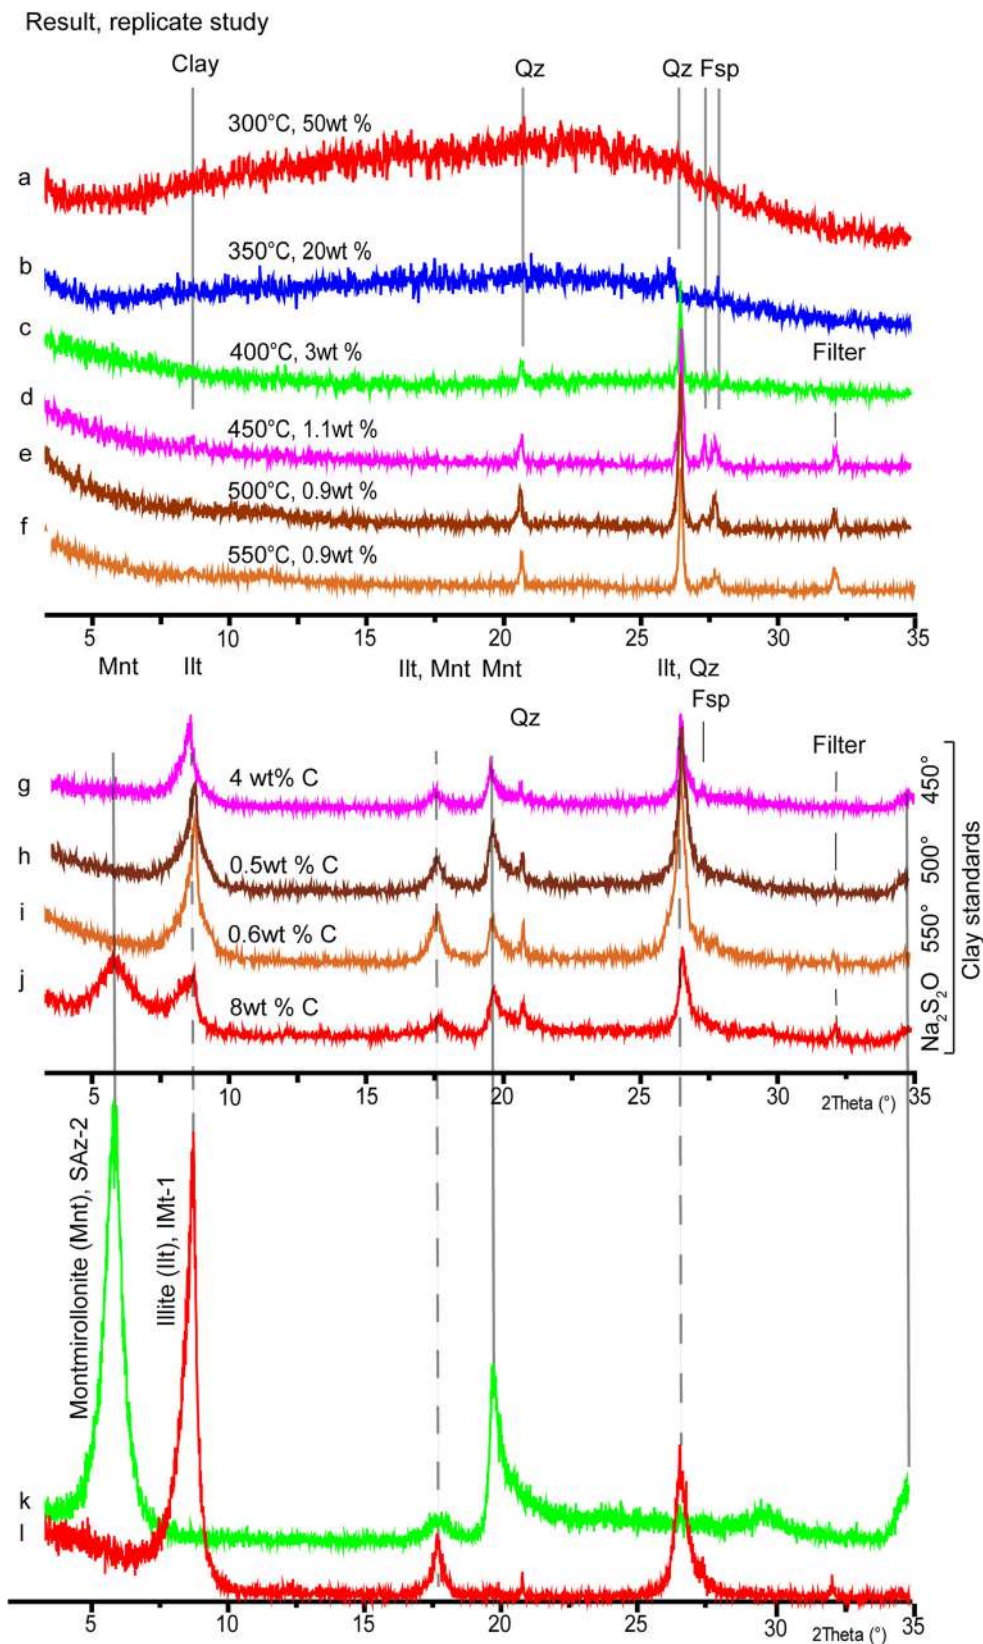 Result, replicate study
Clay Qz Qz Fsp
300°C, 50wt %
a
350°C, 20wt %
b
c
400°C, 3wt % Filter
d
450°C, 1.1wt %
e
500°C, 0.9wt %
f
550°C, 0.9wt %
5 10 15 20 25 30 35
Mnt Ilt Ilt, Mnt Mnt Ilt, Qz
Fsp
Qz
Filter
g 4 wt% C 450°
h 0.5wt % C 500°
i 0.6wt % C 550°
j 8wt % C Na₂S₂O
Clay standards
5 10 15 20 25 30 35
2Theta (°)
Montmirollonite (Mnt), SAz-2
Illite (Ilt), IMt-1
k
l
5 10 15 20 25 30 35
2Theta (°)